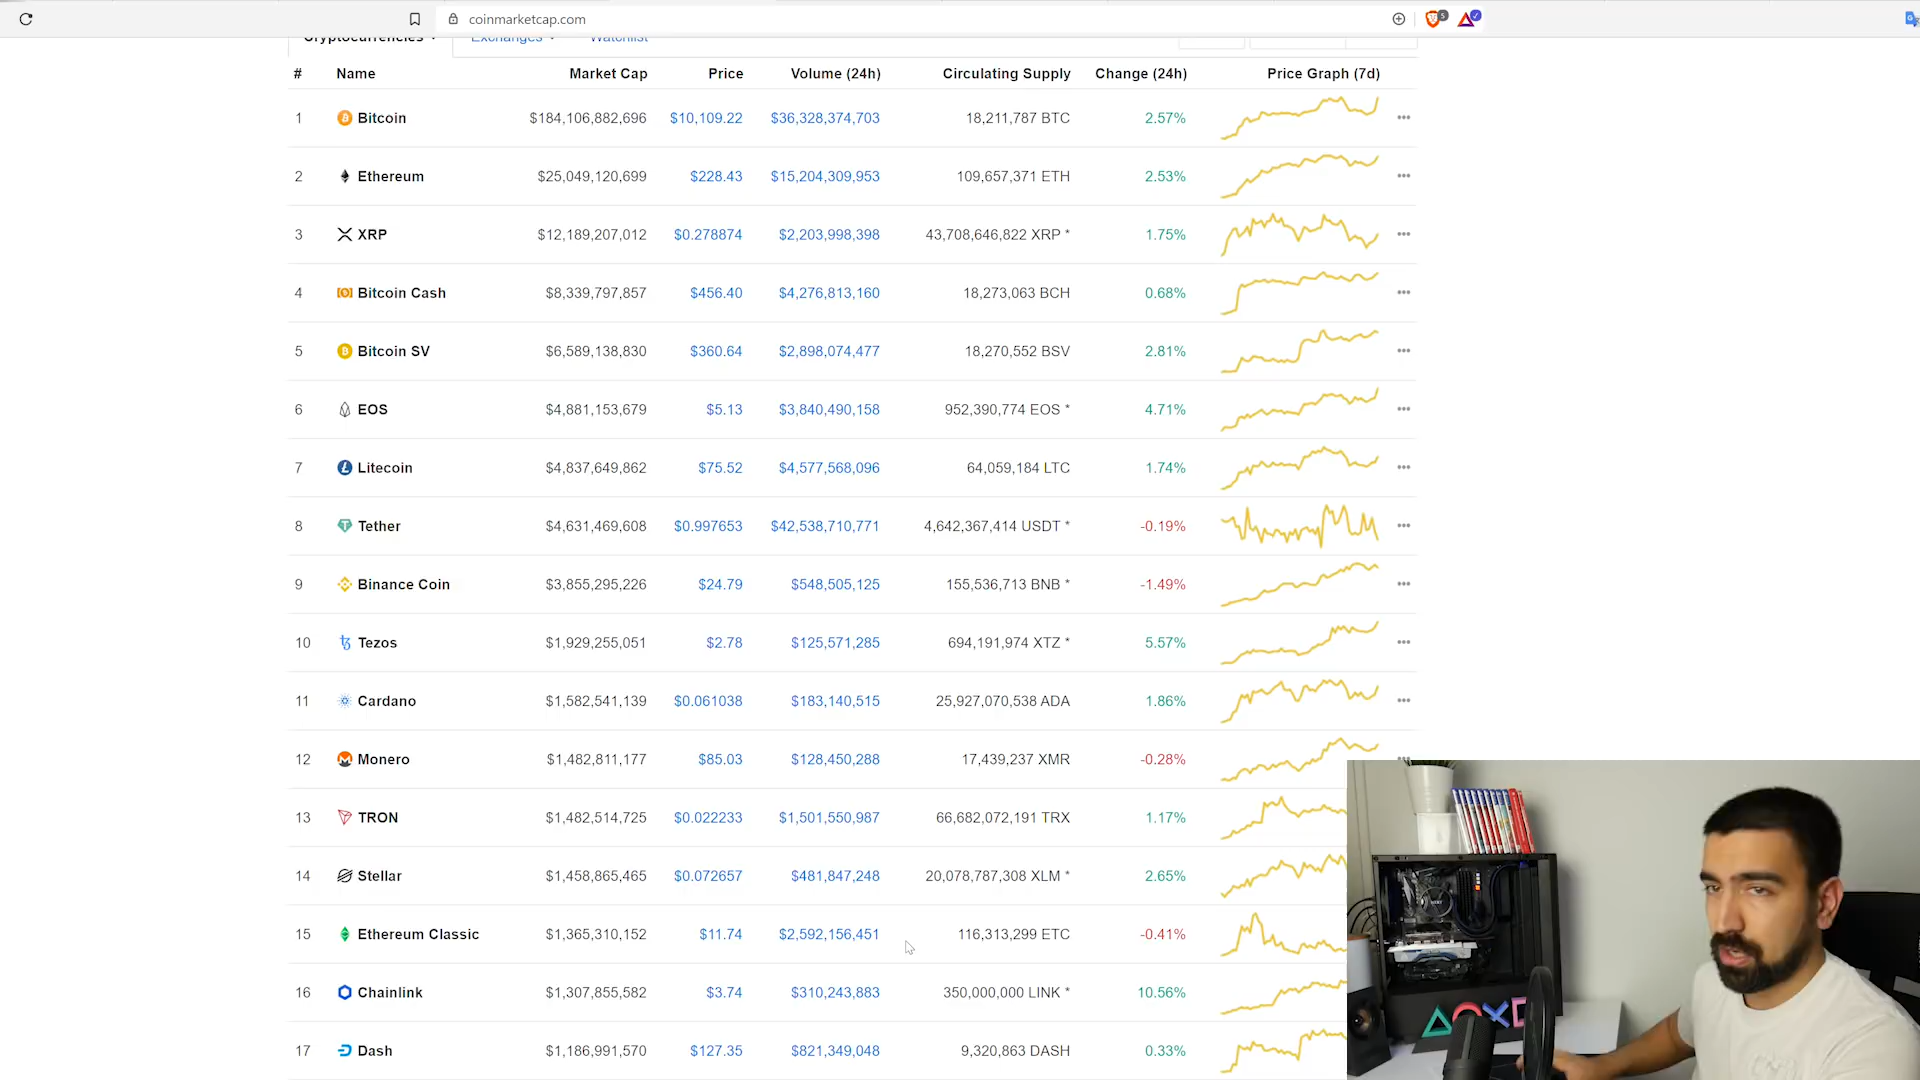 coinmarketcap.com
5
Cryptocurrencies Exchanges Watchlist
# Name Market Cap Price Volume (24h) Circulating Supply Change (24h) Price Graph (7d)
1 Bitcoin $184,106,882,696 $10,109.22 $36,328,374,703 18,211,787 BTC 2.57%
2 Ethereum $25,049,120,699 $228.43 $15,204,309,953 109,657,371 ETH 2.53%
3 XRP $12,189,207,012 $0.278874 $2,203,998,398 43,708,646,822 XRP * 1.75%
4 Bitcoin Cash $8,339,797,857 $456.40 $4,276,813,160 18,273,063 BCH 0.68%
5 Bitcoin SV $6,589,138,830 $360.64 $2,898,074,477 18,270,552 BSV 2.81%
6 EOS $4,881,153,679 $5.13 $3,840,490,158 952,390,774 EOS * 4.71%
7 Litecoin $4,837,649,862 $75.52 $4,577,568,096 64,059,184 LTC 1.74%
8 Tether $4,631,469,608 $0.997653 $42,538,710,771 4,642,367,414 USDT * -0.19%
9 Binance Coin $3,855,295,226 $24.79 $548,505,125 155,536,713 BNB * -1.49%
10 Tezos $1,929,255,051 $2.78 $125,571,285 694,191,974 XTZ * 5.57%
11 Cardano $1,582,541,139 $0.061038 $183,140,515 25,927,070,538 ADA 1.86%
12 Monero $1,482,811,177 $85.03 $128,450,288 17,439,237 XMR -0.28%
13 TRON $1,482,514,725 $0.022233 $1,501,550,987 66,682,072,191 TRX 1.17%
14 Stellar $1,458,865,465 $0.072657 $481,847,248 20,078,787,308 XLM * 2.65%
15 Ethereum Classic $1,365,310,152 $11.74 $2,592,156,451 116,313,299 ETC -0.41%
16 Chainlink $1,307,855,582 $3.74 $310,243,883 350,000,000 LINK * 10.56%
17 Dash $1,186,991,570 $127.35 $821,349,048 9,320,863 DASH 0.33%